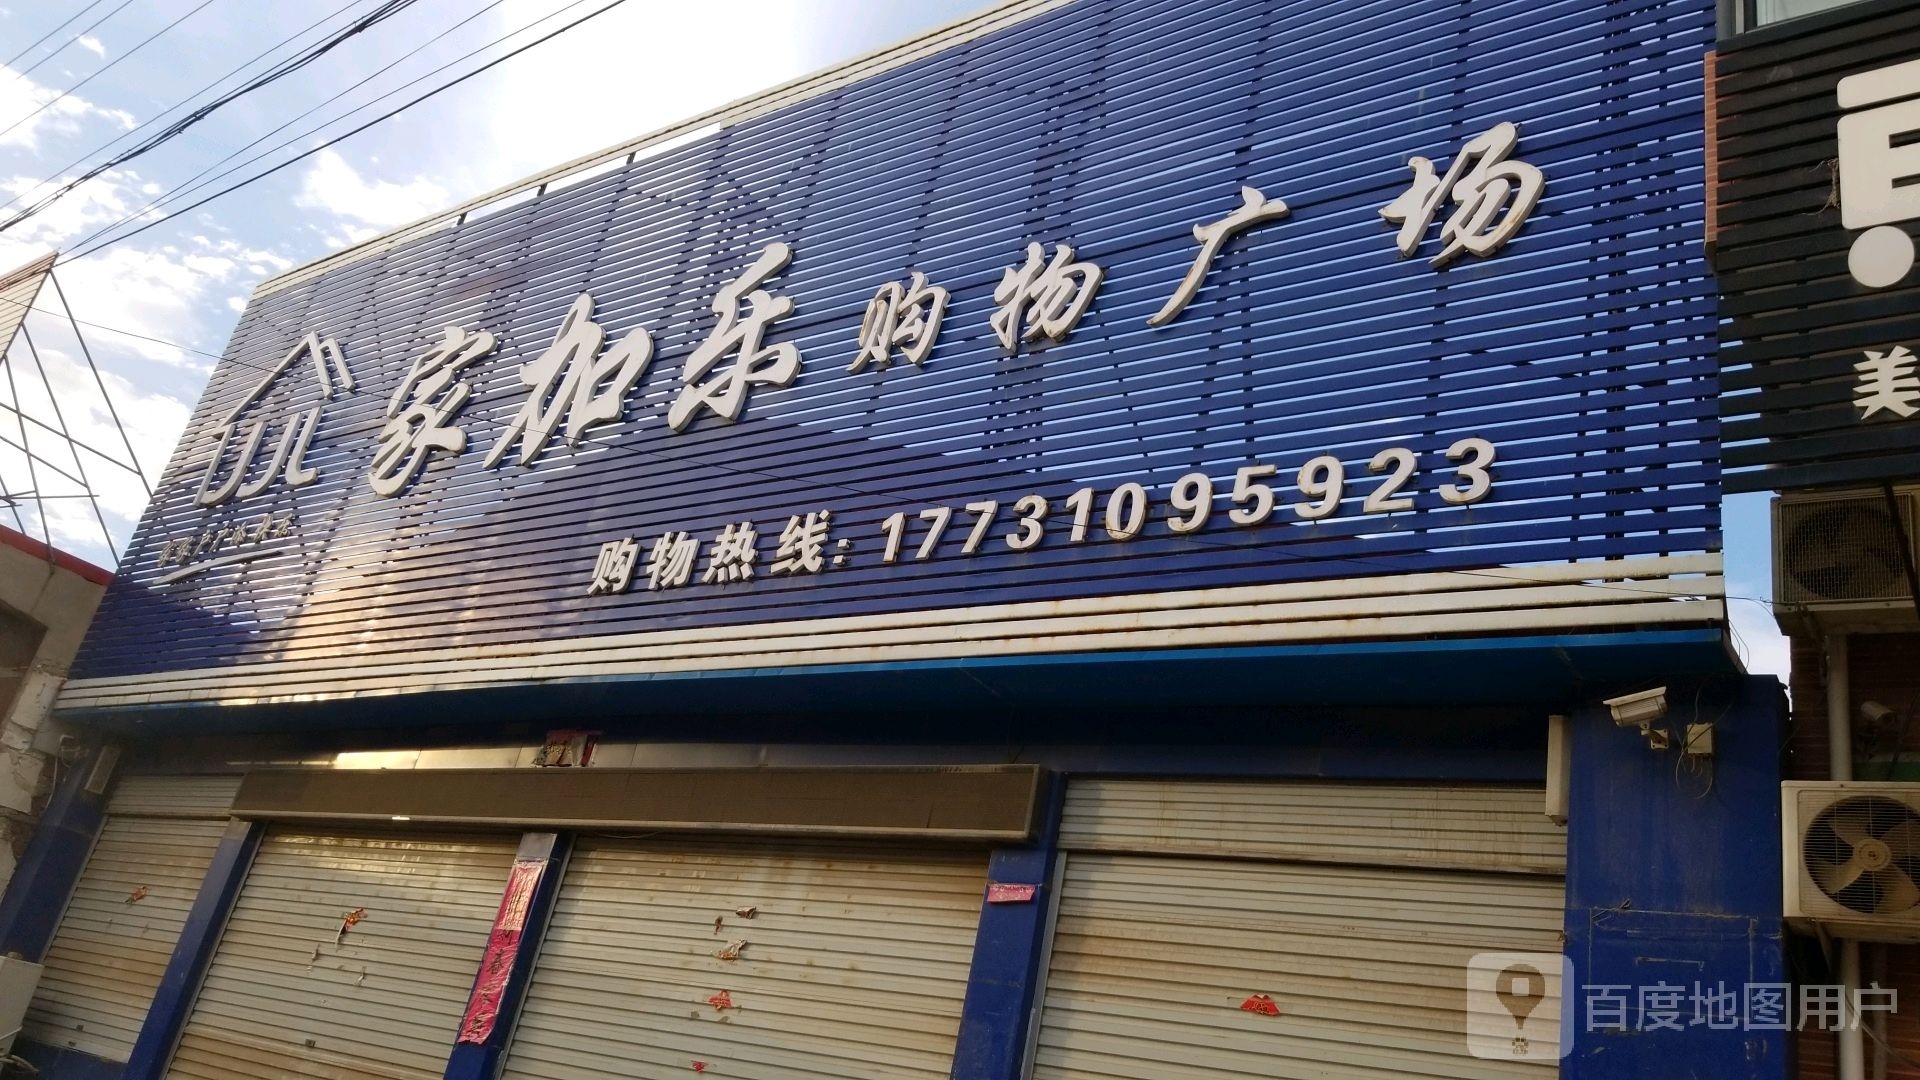 家加乐购物广场
JJL
购物热线: 17731095923
美
百度地图用户